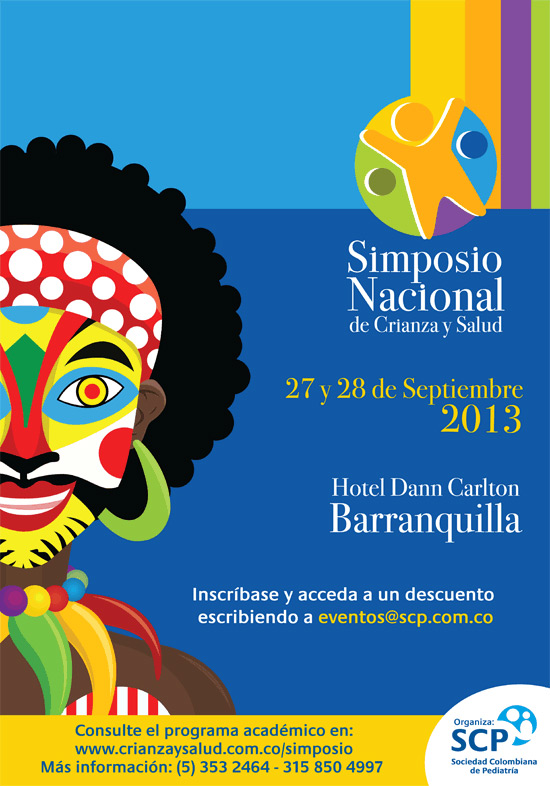 Simposio
Nacional
de Crianza y Salud
27 y 28 de Septiembre
2013
Hotel Dann Carlton
Barranquilla
Inscríbase y acceda a un descuento
escribiendo a eventos@scp.com.co
Consulte el programa académico en:
www.crianzaysalud.com.co/simposio
Más información: (5) 353 2464 - 315 850 4997
Organiza:
SCP
Sociedad Colombiana
de Pediatría